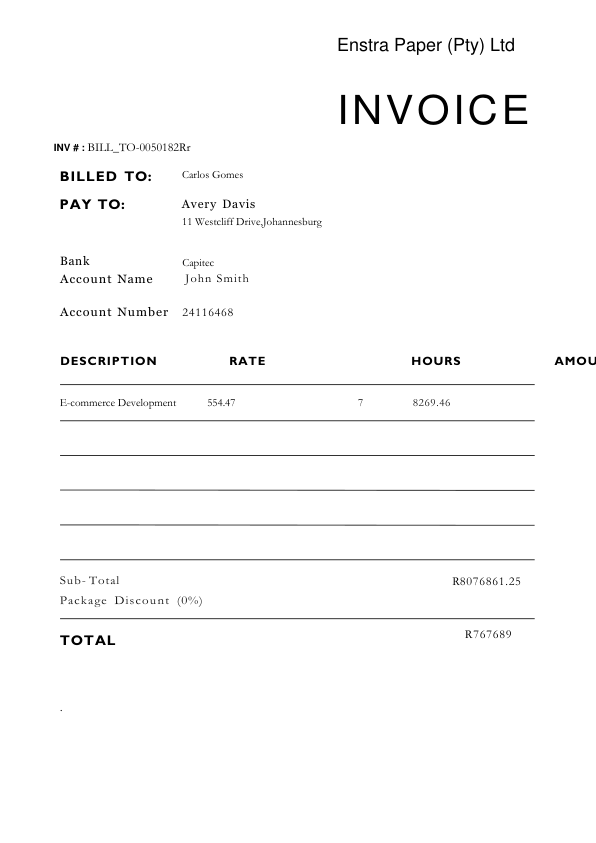 Enstra Paper (Pty) Ltd
INVOICE
INV # : BILL_TO-0050182Rr
BILLED TO: Carlos Gomes
PAY TO: Avery Davis
11 Westcliff Drive,Johannesburg
Bank Capitec
Account Name John Smith
Account Number 24116468
DESCRIPTION RATE HOURS AMOU
E-commerce Development 554.47 7 8269.46
Sub-Total R8076861.25
Package Discount (0%)
TOTAL R767689
.